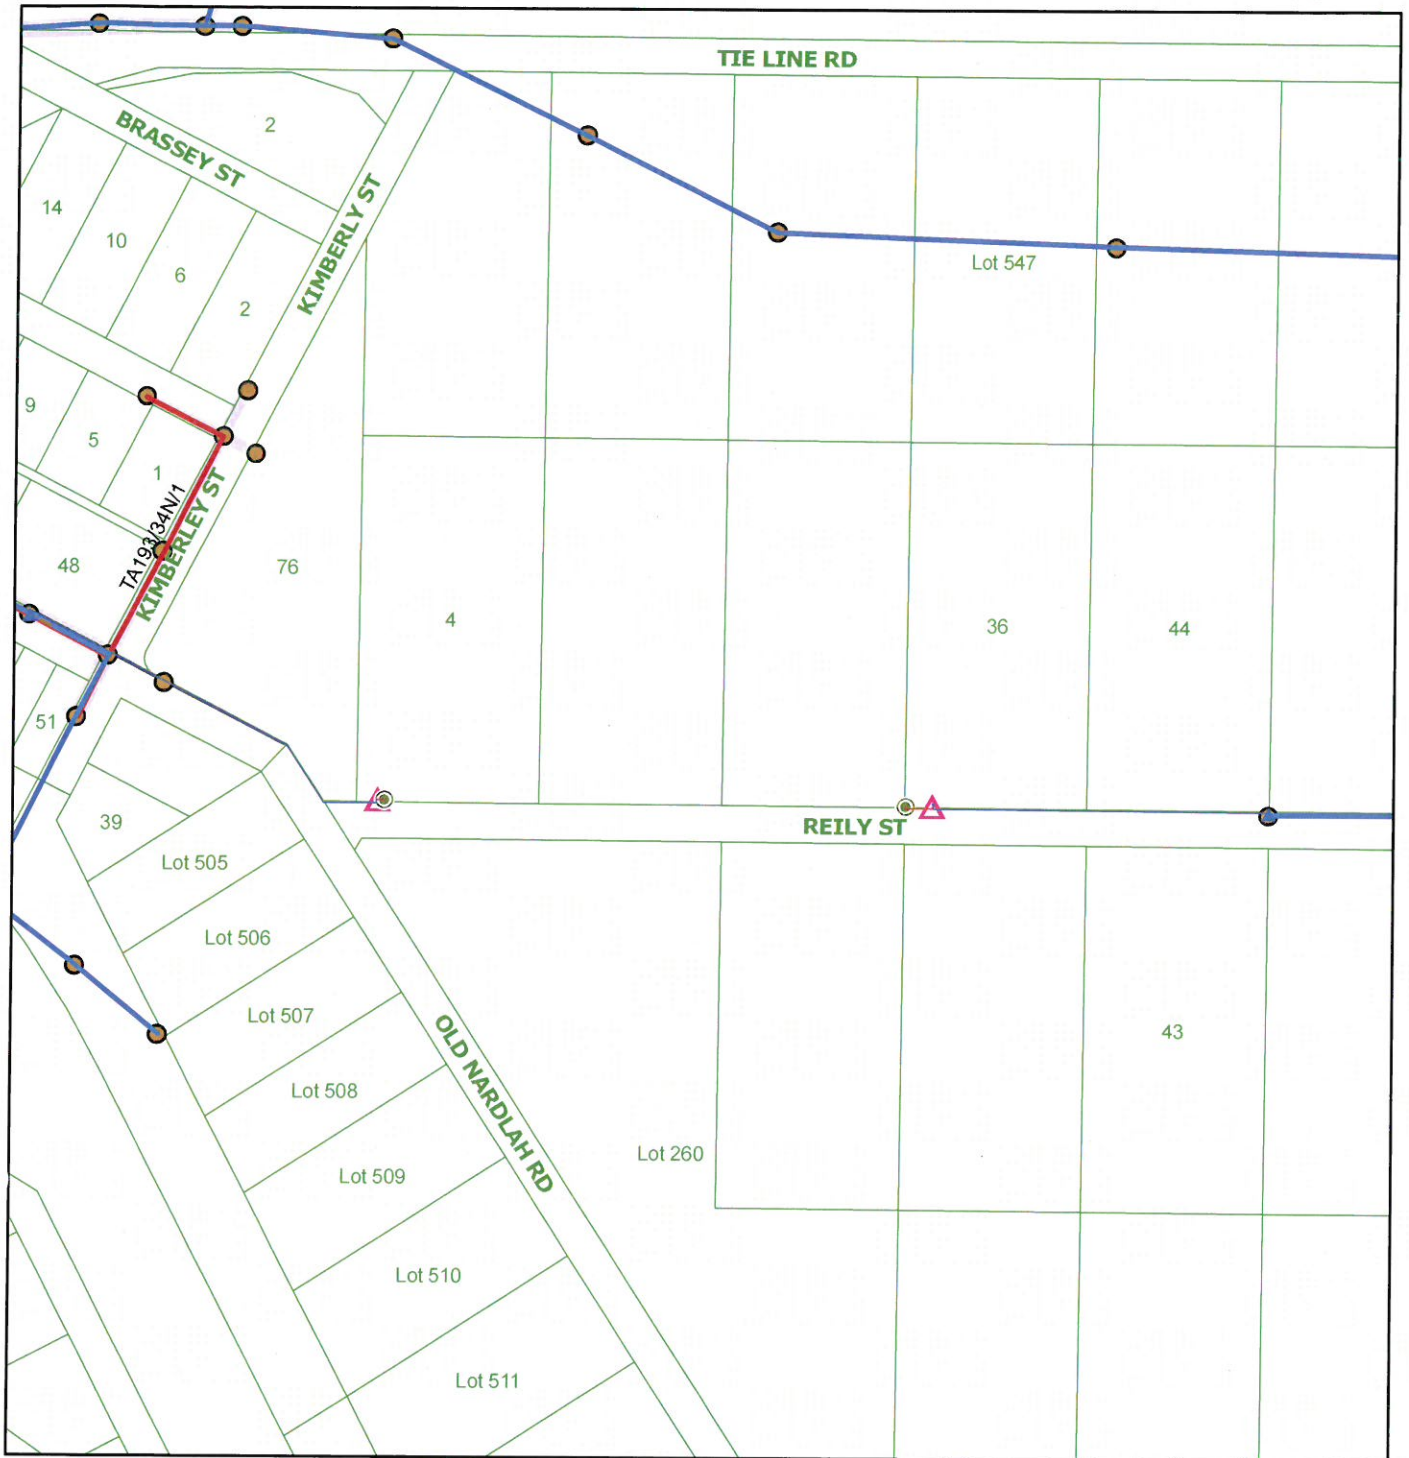 TIE LINE RD
2
BRASSEY ST
KIMBERLY ST
14
10
6
2
Lot 547
9
5
1
TA193/34N/1
KIMBERLEY ST
48
76
4
36
44
51
39
REILY ST
Lot 505
Lot 506
Lot 507
OLD NARDLAH RD
43
Lot 508
Lot 509
Lot 260
Lot 510
Lot 511